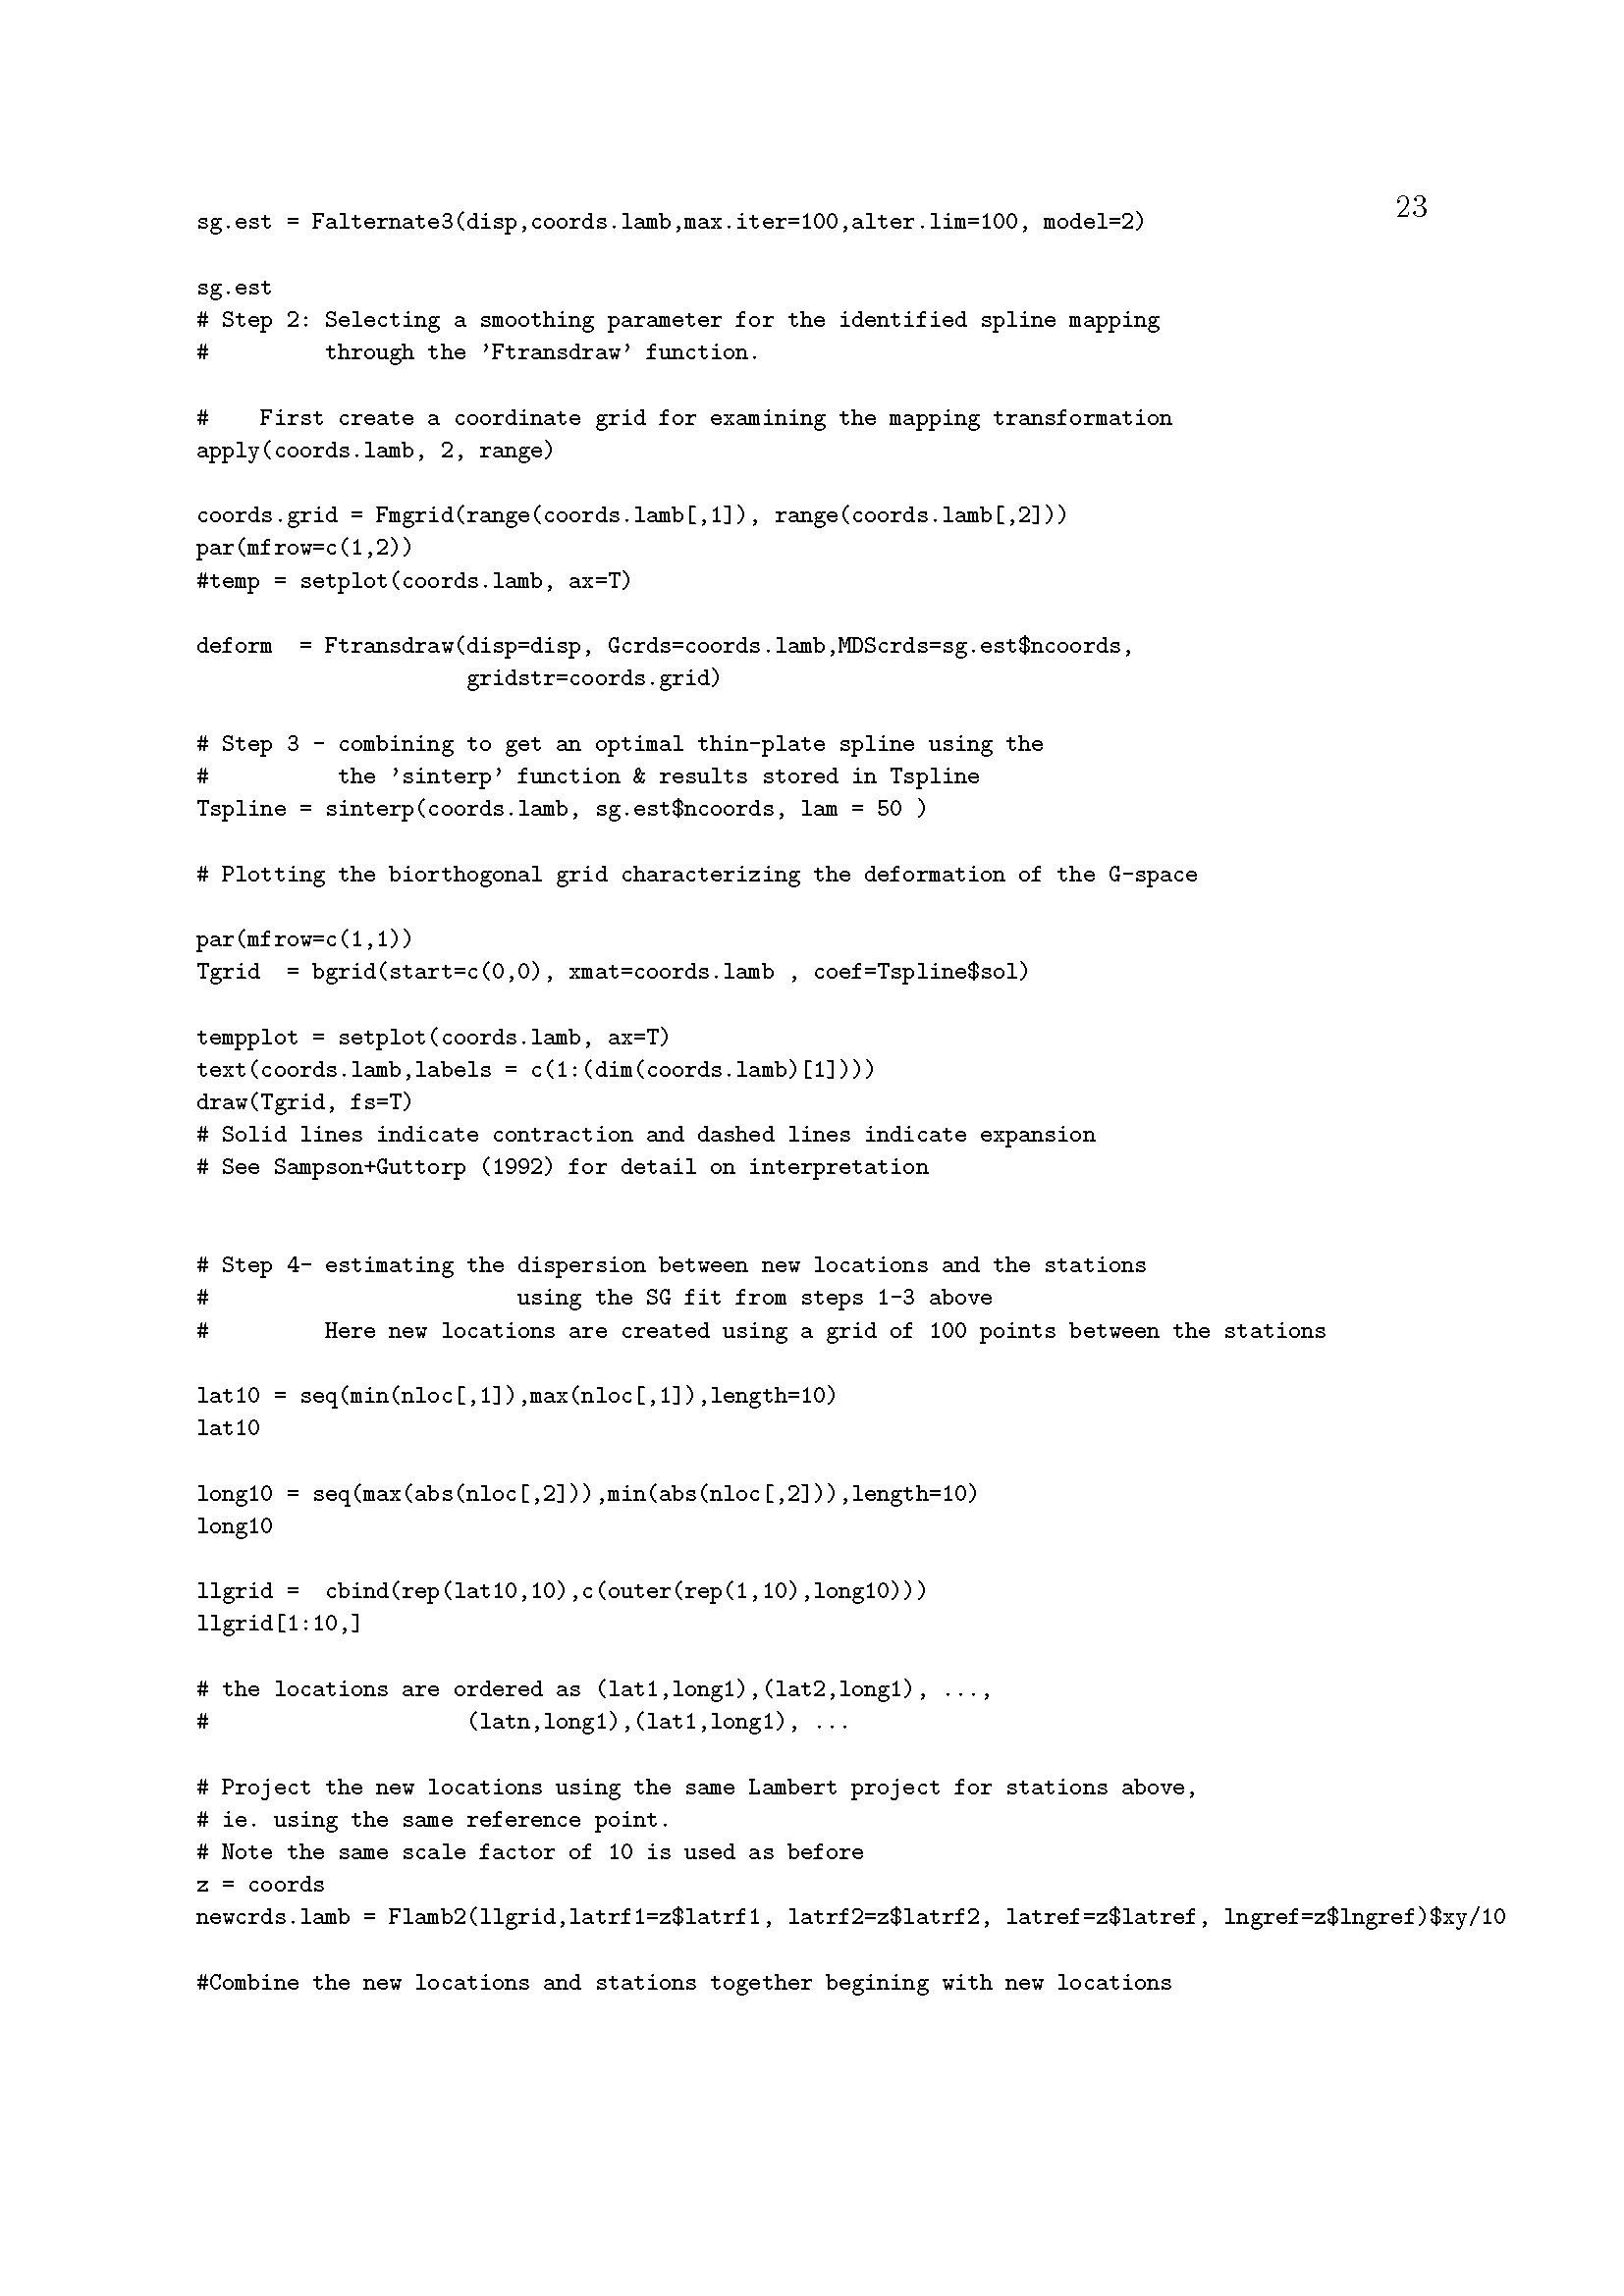 23
sg.est = Falternate3(disp,coords.lamb,max.iter=100,alter.lim=100, model=2)
sg.est
# Step 2: Selecting a smoothing parameter for the identified spline mapping
#         through the ’Ftransdraw’ function.
#    First create a coordinate grid for examining the mapping transformation
apply(coords.lamb, 2, range)
coords.grid = Fmgrid(range(coords.lamb[,1]), range(coords.lamb[,2]))
par(mfrow=c(1,2))
#temp = setplot(coords.lamb, ax=T)
deform  = Ftransdraw(disp=disp, Gcrds=coords.lamb,MDScrds=sg.est$ncoords,
                     gridstr=coords.grid)
# Step 3 - combining to get an optimal thin-plate spline using the
#          the ’sinterp’ function & results stored in Tspline
Tspline = sinterp(coords.lamb, sg.est$ncoords, lam = 50 )
# Plotting the biorthogonal grid characterizing the deformation of the G-space
par(mfrow=c(1,1))
Tgrid  = bgrid(start=c(0,0), xmat=coords.lamb , coef=Tspline$sol)
tempplot = setplot(coords.lamb, ax=T)
text(coords.lamb,labels = c(1:(dim(coords.lamb)[1])))
draw(Tgrid, fs=T)
# Solid lines indicate contraction and dashed lines indicate expansion
# See Sampson+Guttorp (1992) for detail on interpretation
# Step 4- estimating the dispersion between new locations and the stations
#                        using the SG fit from steps 1-3 above
#         Here new locations are created using a grid of 100 points between the stations
lat10 = seq(min(nloc[,1]),max(nloc[,1]),length=10)
lat10
long10 = seq(max(abs(nloc[,2])),min(abs(nloc[,2])),length=10)
long10
llgrid =  cbind(rep(lat10,10),c(outer(rep(1,10),long10)))
llgrid[1:10,]
# the locations are ordered as (lat1,long1),(lat2,long1), ...,
#                    (latn,long1),(lat1,long1), ...
# Project the new locations using the same Lambert project for stations above,
# ie. using the same reference point.
# Note the same scale factor of 10 is used as before
z = coords
newcrds.lamb = Flamb2(llgrid,latrf1=z$latrf1, latrf2=z$latrf2, latref=z$latref, lngref=z$lngref)$xy/10
#Combine the new locations and stations together begining with new locations